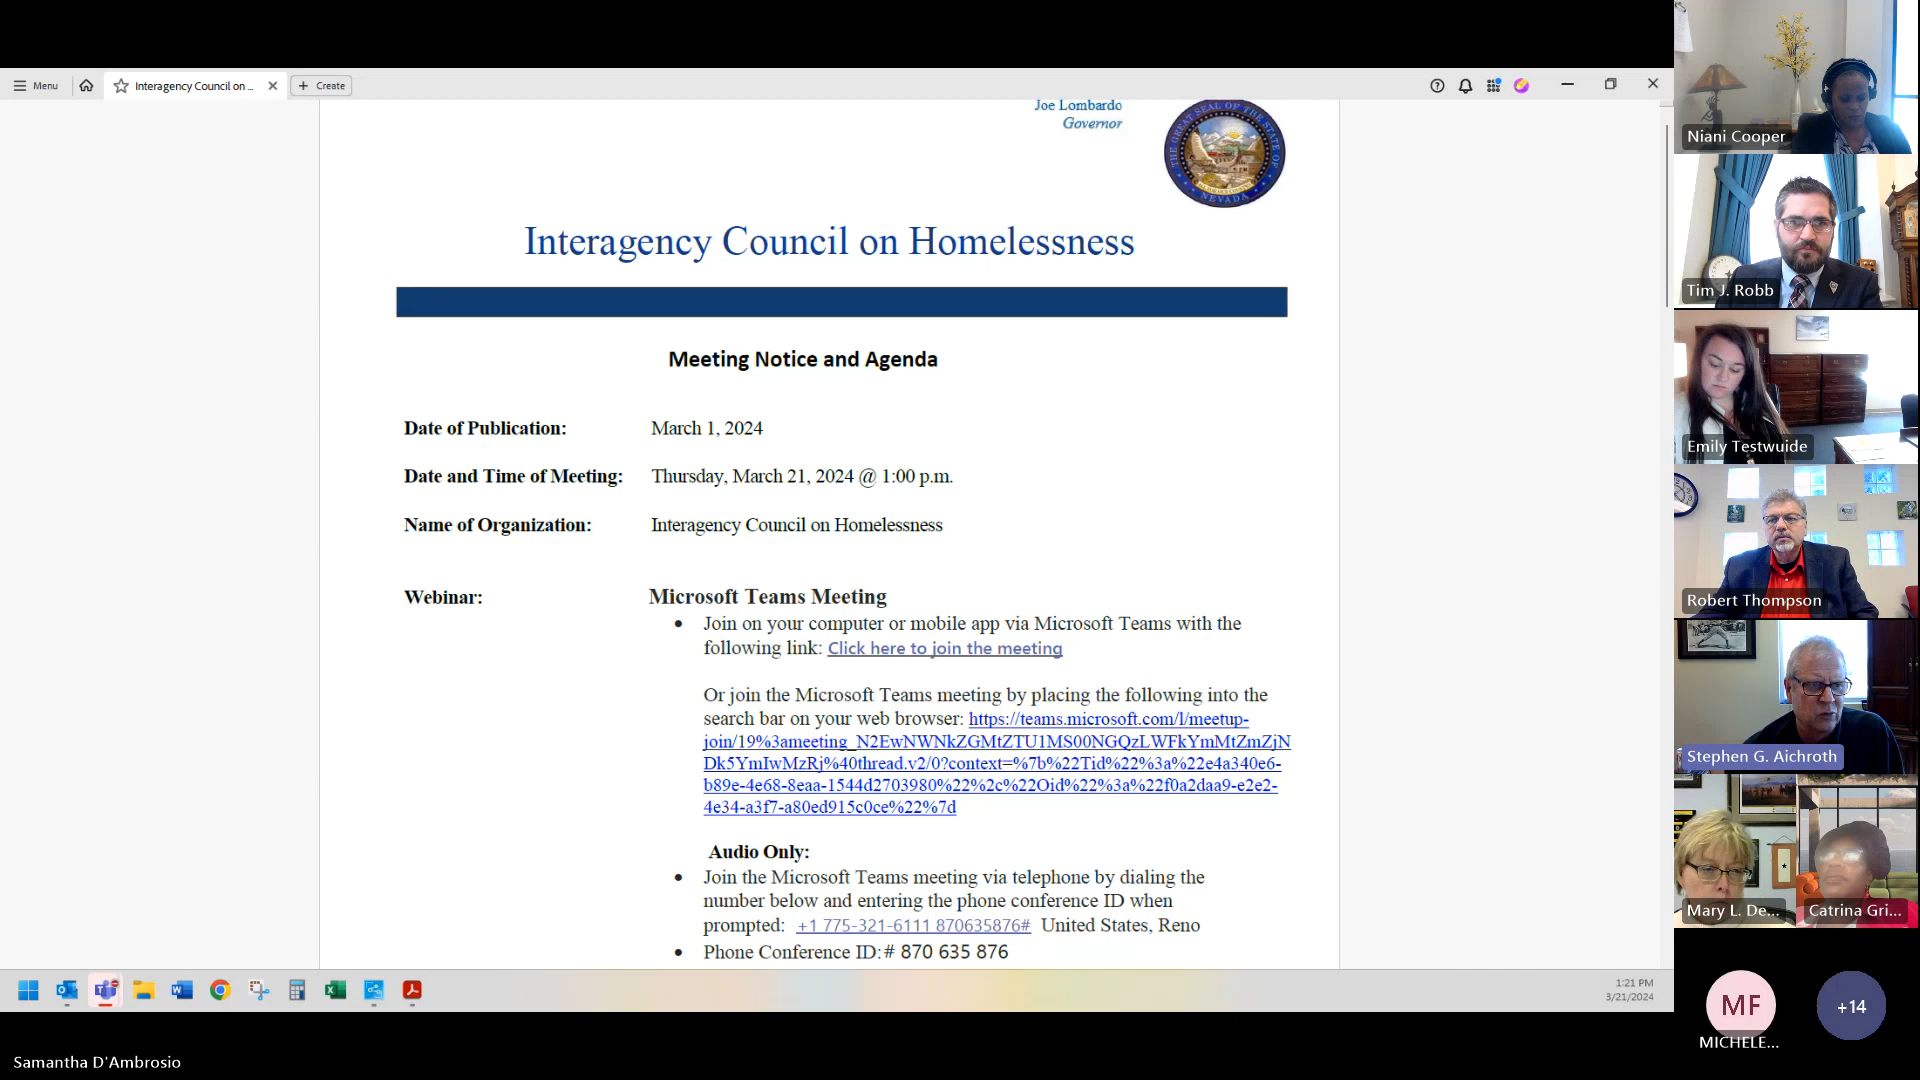 Menu
Interagency Council on ...
Create
Joe Lombardo
Governor
THE GREAT SEAL OF THE STATE OF
NEVADA
Interagency Council on Homelessness
Meeting Notice and Agenda
Date of Publication: March 1, 2024
Date and Time of Meeting: Thursday, March 21, 2024 @ 1:00 p.m.
Name of Organization: Interagency Council on Homelessness
Webinar: Microsoft Teams Meeting
• Join on your computer or mobile app via Microsoft Teams with the
following link: Click here to join the meeting
Or join the Microsoft Teams meeting by placing the following into the
search bar on your web browser: https://teams.microsoft.com/l/meetup-
join/19%3ameeting_N2EwNWNkZGMtZTU1MS00NGQzLWFkYmMtZmZjN
Dk5YmIwMzRj%40thread.v2/0?context=%7b%22Tid%22%3a%22e4a340e6-
b89e-4e68-8eaa-1544d2703980%22%2c%22Oid%22%3a%22f0a2daa9-e2e2-
4e34-a3f7-a80ed915c0ce%22%7d
Audio Only:
• Join the Microsoft Teams meeting via telephone by dialing the
number below and entering the phone conference ID when
prompted: +1 775-321-6111 870635876# United States, Reno
• Phone Conference ID:# 870 635 876
1:21 PM
3/21/2024
Samantha D'Ambrosio
Niani Cooper
Tim J. Robb
Emily Testwuide
Robert Thompson
Stephen G. Aichroth
Mary L. De...
Catrina Gri...
MF
MICHELE...
+14